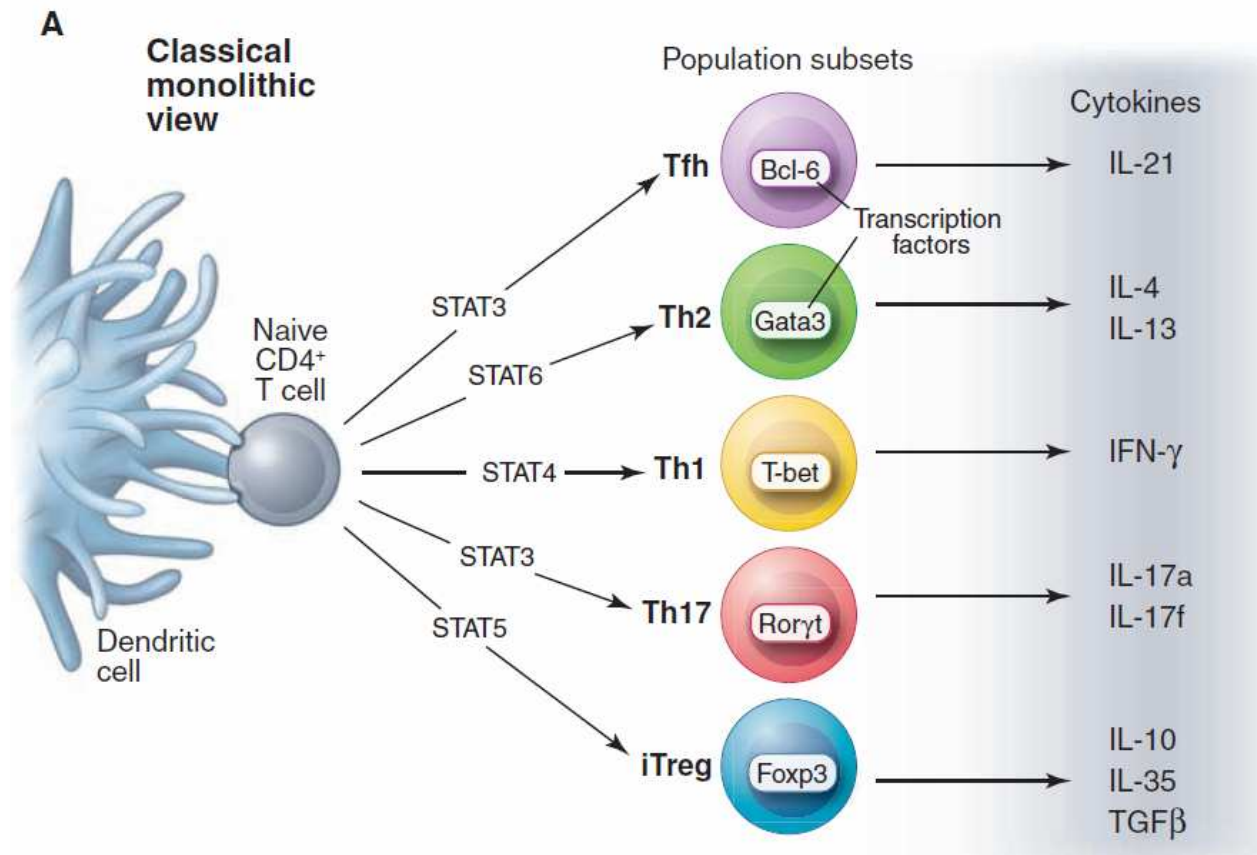 A
Classical
monolithic
view
Population subsets
Cytokines
Tfh
Bcl-6
IL-21
Transcription
factors
STAT3
Th2
Gata3
IL-4
IL-13
Naive
CD4⁺
T cell
STAT6
STAT4
Th1
T-bet
IFN-γ
STAT3
Th17
Rorγt
IL-17a
IL-17f
STAT5
Dendritic
cell
iTreg
Foxp3
IL-10
IL-35
TGFβ